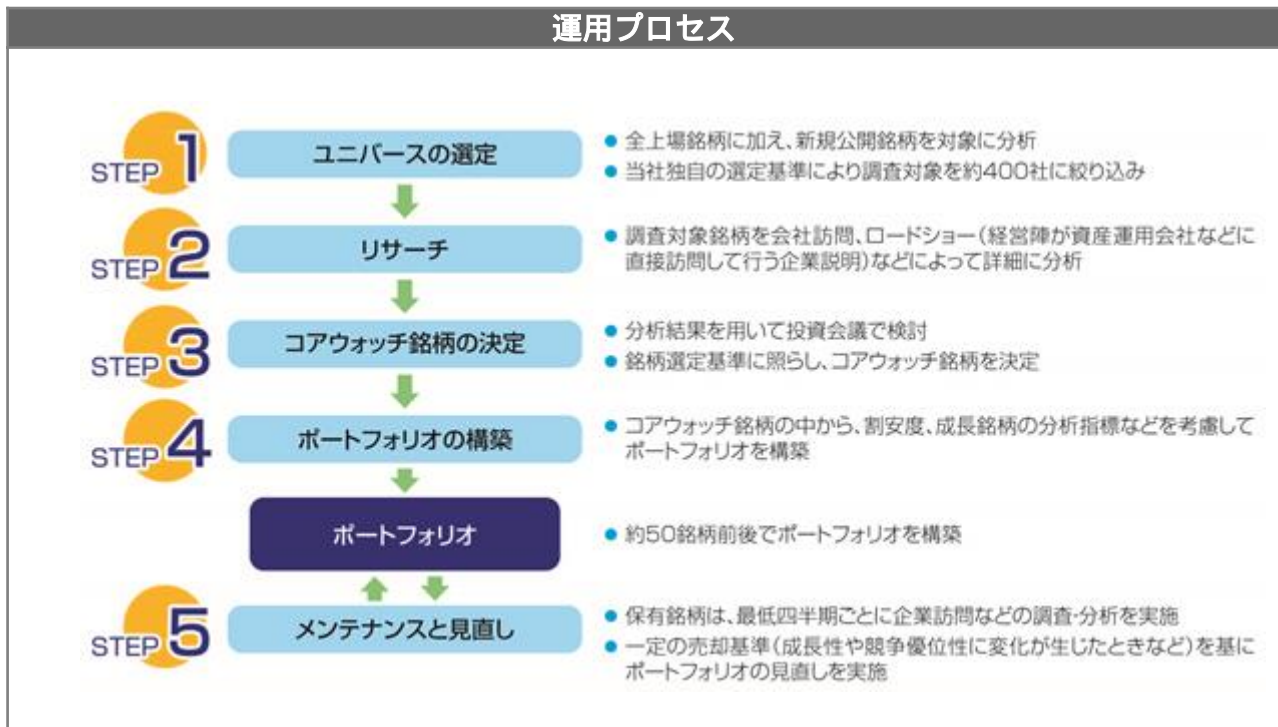 運用プロセス
STEP 1
ユニバースの選定
● 全上場銘柄に加え、新規公開銘柄を対象に分析
● 当社独自の選定基準により調査対象を約400社に絞り込み
STEP 2
リサーチ
● 調査対象銘柄を会社訪問、ロードショー(経営陣が資産運用会社などに
直接訪問して行う企業説明)などによって詳細に分析
STEP 3
コアウォッチ銘柄の決定
● 分析結果を用いて投資会議で検討
● 銘柄選定基準に照らし、コアウォッチ銘柄を決定
STEP 4
ポートフォリオの構築
● コアウォッチ銘柄の中から、割安度、成長銘柄の分析指標などを考慮して
ポートフォリオを構築
ポートフォリオ
● 約50銘柄前後でポートフォリオを構築
STEP 5
メンテナンスと見直し
● 保有銘柄は、最低四半期ごとに企業訪問などの調査・分析を実施
● 一定の売却基準(成長性や競争優位性に変化が生じたときなど)を基に
ポートフォリオの見直しを実施